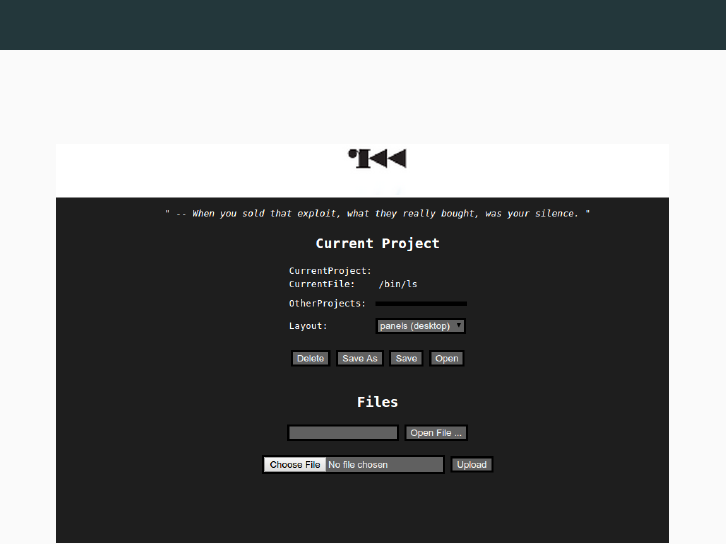 " -- When you sold that exploit, what they really bought, was your silence. "
Current Project
CurrentProject:
CurrentFile: /bin/ls
OtherProjects:
Layout: panels (desktop)
Delete Save As Save Open
Files
Open File ...
Choose File No file chosen Upload